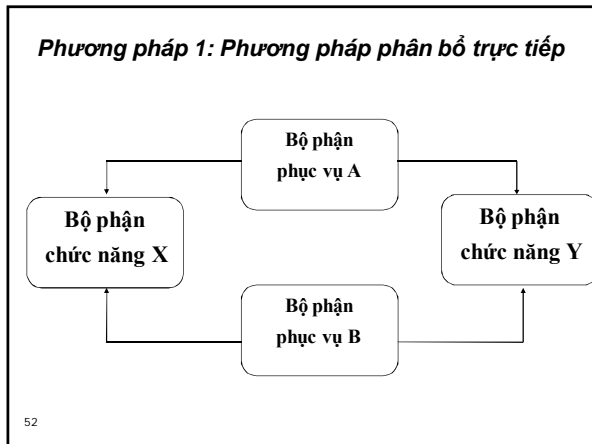 Phương pháp 1: Phương pháp phân bổ trực tiếp
Bộ phận
phục vụ A
Bộ phận
chức năng X
Bộ phận
chức năng Y
Bộ phận
phục vụ B
52